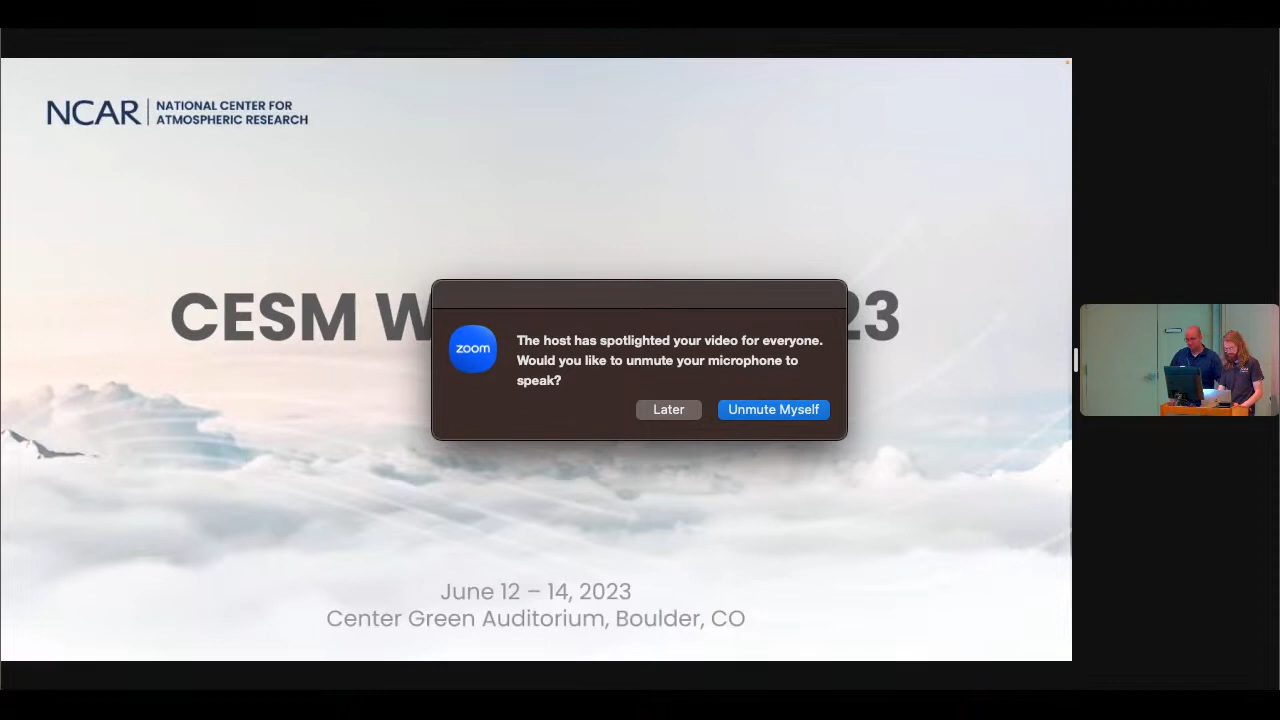 NCAR
NATIONAL CENTER FOR
ATMOSPHERIC RESEARCH
CESM W
23
zoom
The host has spotlighted your video for everyone.
Would you like to unmute your microphone to
speak?
Later
Unmute Myself
June 12 – 14, 2023
Center Green Auditorium, Boulder, CO